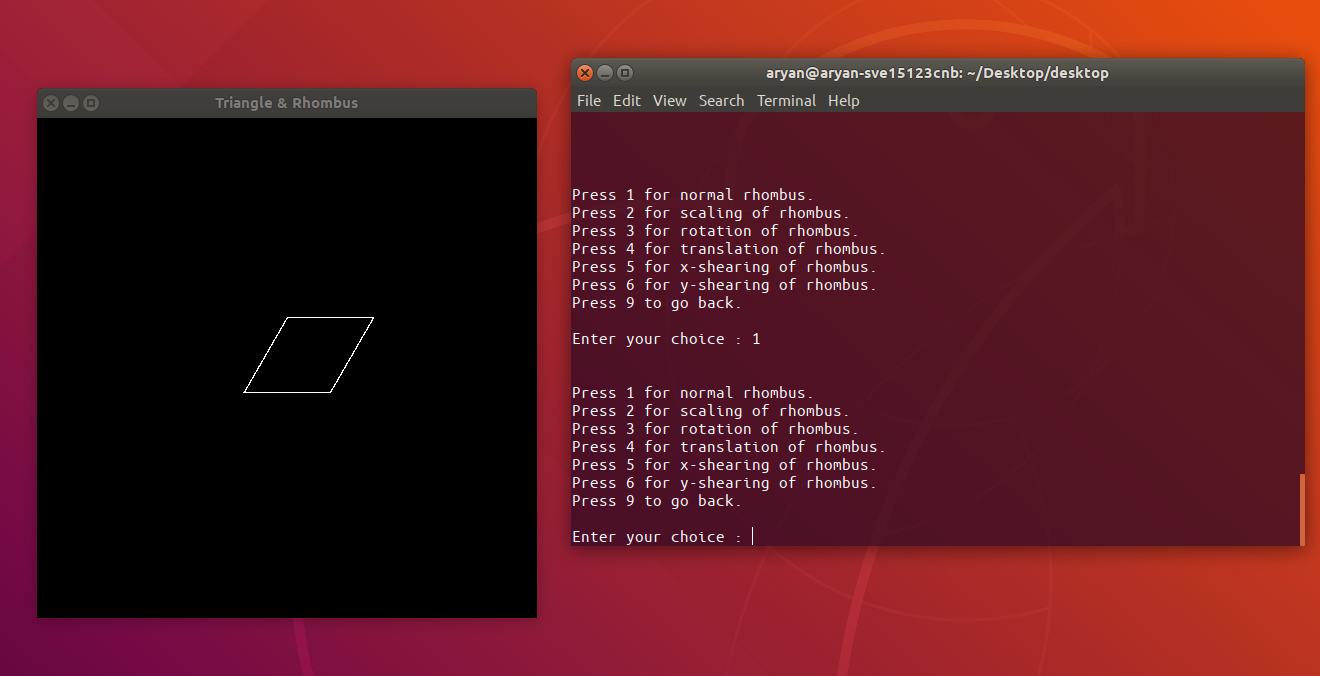 Triangle & Rhombus
aryan@aryan-sve15123cnb: ~/Desktop/desktop
File Edit View Search Terminal Help
Press 1 for normal rhombus.
Press 2 for scaling of rhombus.
Press 3 for rotation of rhombus.
Press 4 for translation of rhombus.
Press 5 for x-shearing of rhombus.
Press 6 for y-shearing of rhombus.
Press 9 to go back.
Enter your choice : 1
Press 1 for normal rhombus.
Press 2 for scaling of rhombus.
Press 3 for rotation of rhombus.
Press 4 for translation of rhombus.
Press 5 for x-shearing of rhombus.
Press 6 for y-shearing of rhombus.
Press 9 to go back.
Enter your choice :